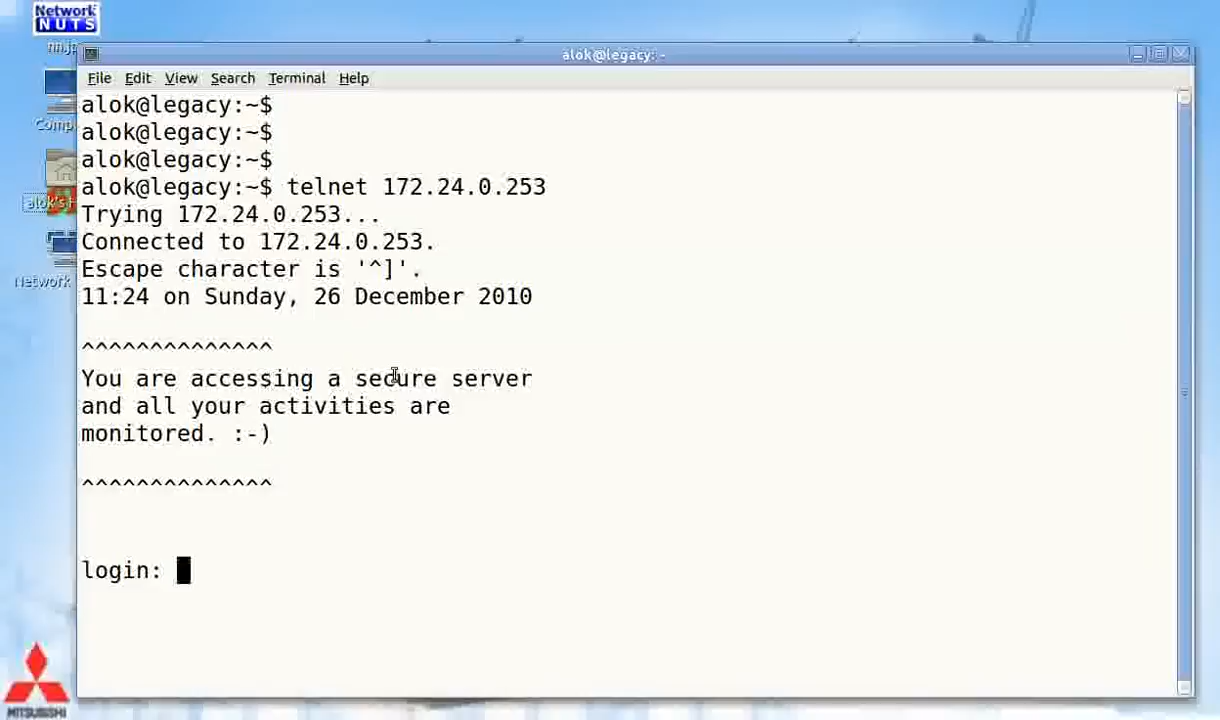 Network
NUTS
nn.j
alok@legacy: ~
File Edit View Search Terminal Help
alok@legacy:~$
alok@legacy:~$
alok@legacy:~$
alok@legacy:~$ telnet 172.24.0.253
Trying 172.24.0.253...
Connected to 172.24.0.253.
Escape character is '^]'.
11:24 on Sunday, 26 December 2010
^^^^^^^^^^^^^^
You are accessing a secure server
and all your activities are
monitored. :-)
^^^^^^^^^^^^^^
login:
Comp
alok's H
Network
MITSUBISHI